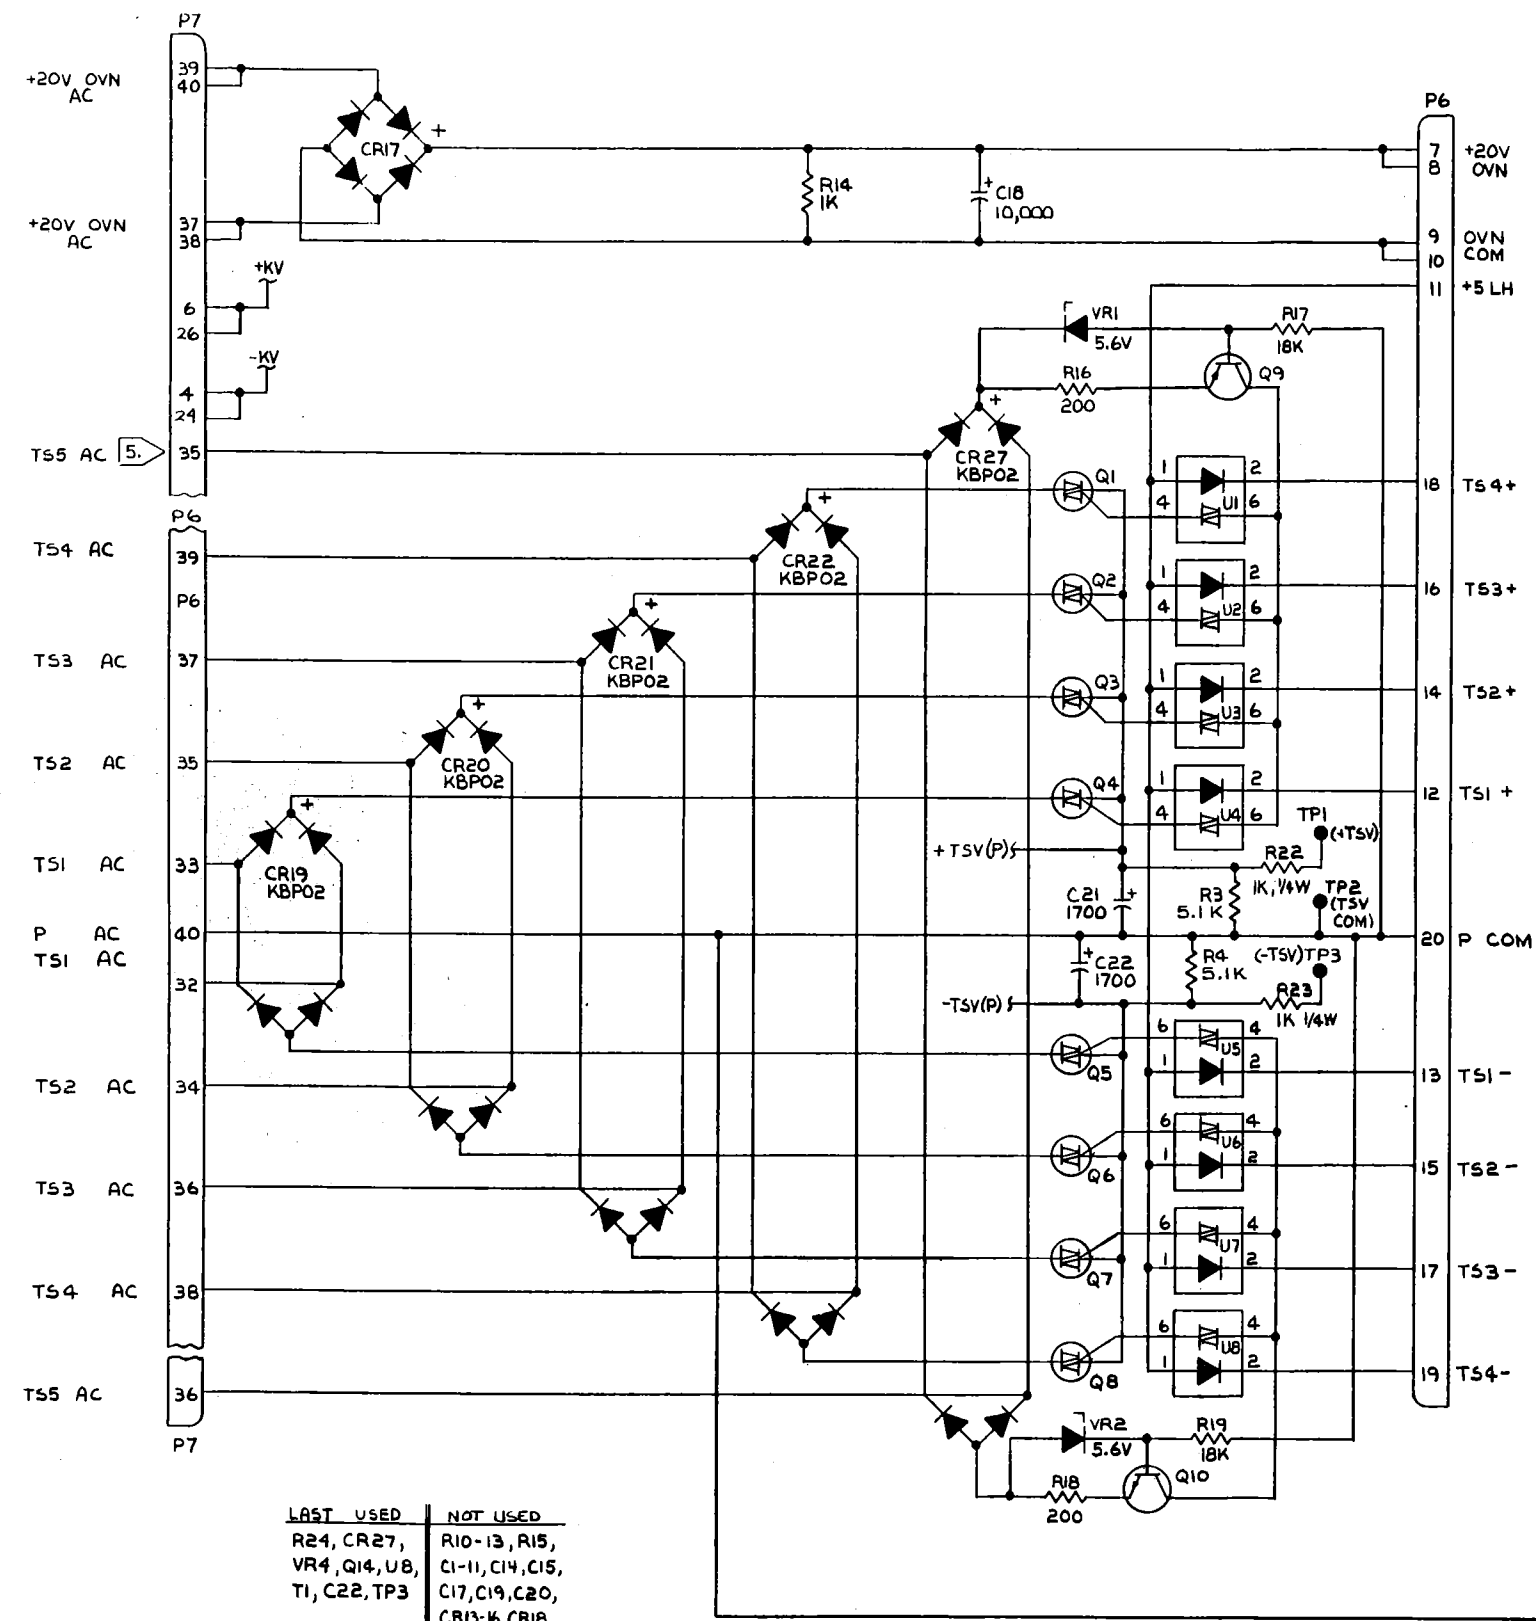 P7
39
+20V OVN
40
AC
CR17
+
P6
7
+20V
8
OVN
R14
1K
+
C18
10,000
+20V OVN
37
AC
38
9
OVN
10
COM
+KV
6
26
11
+5 LH
-KV
4
24
VR1
5.6V
R17
18K
R16
200
Q9
+
TS5 AC
5.
35
CR27
KBP02
P6
+
Q1
1
2
4
U1
6
18
TS4+
TS4 AC
39
CR22
KBP02
P6
+
Q2
1
2
4
U2
6
16
TS3+
TS3 AC
37
CR21
KBP02
+
Q3
1
2
4
U3
6
14
TS2+
TS2 AC
35
CR20
KBP02
+
Q4
1
2
4
U4
6
12
TS1 +
TP1
(+TSV)
+TSV(P)
TS1 AC
33
CR19
KBP02
R22
1K, 1/4W
C21
1700
+
R3
5.1K
TP2
(TSV
COM)
P AC
40
20
P COM
TS1 AC
32
+
C22
1700
R4
5.1K
(-TSV)TP3
-TSV(P)
R23
1K 1/4W
Q5
6
4
U5
1
2
13
TS1-
TS2 AC
34
Q6
6
4
U6
1
2
15
TS2-
TS3 AC
36
Q7
6
4
U7
1
2
17
TS3-
TS4 AC
38
Q8
6
4
U8
1
2
19
TS4-
TS5 AC
36
P7
VR2
5.6V
R19
18K
R18
200
Q10
LAST USED
NOT USED
R24, CR27,
R10-13, R15,
VR4, Q14, U8,
C1-11, C14, C15,
T1, C22, TP3
C17, C19, C20,
CR13-16, CR18